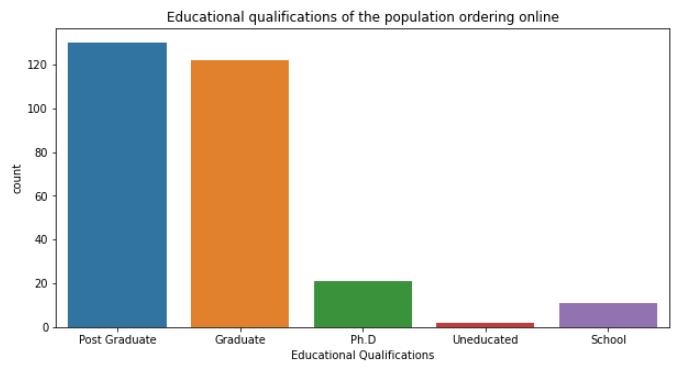 Educational qualifications of the population ordering online
count
120
100
80
60
40
20
0
Post Graduate
Graduate
Ph.D
Uneducated
School
Educational Qualifications